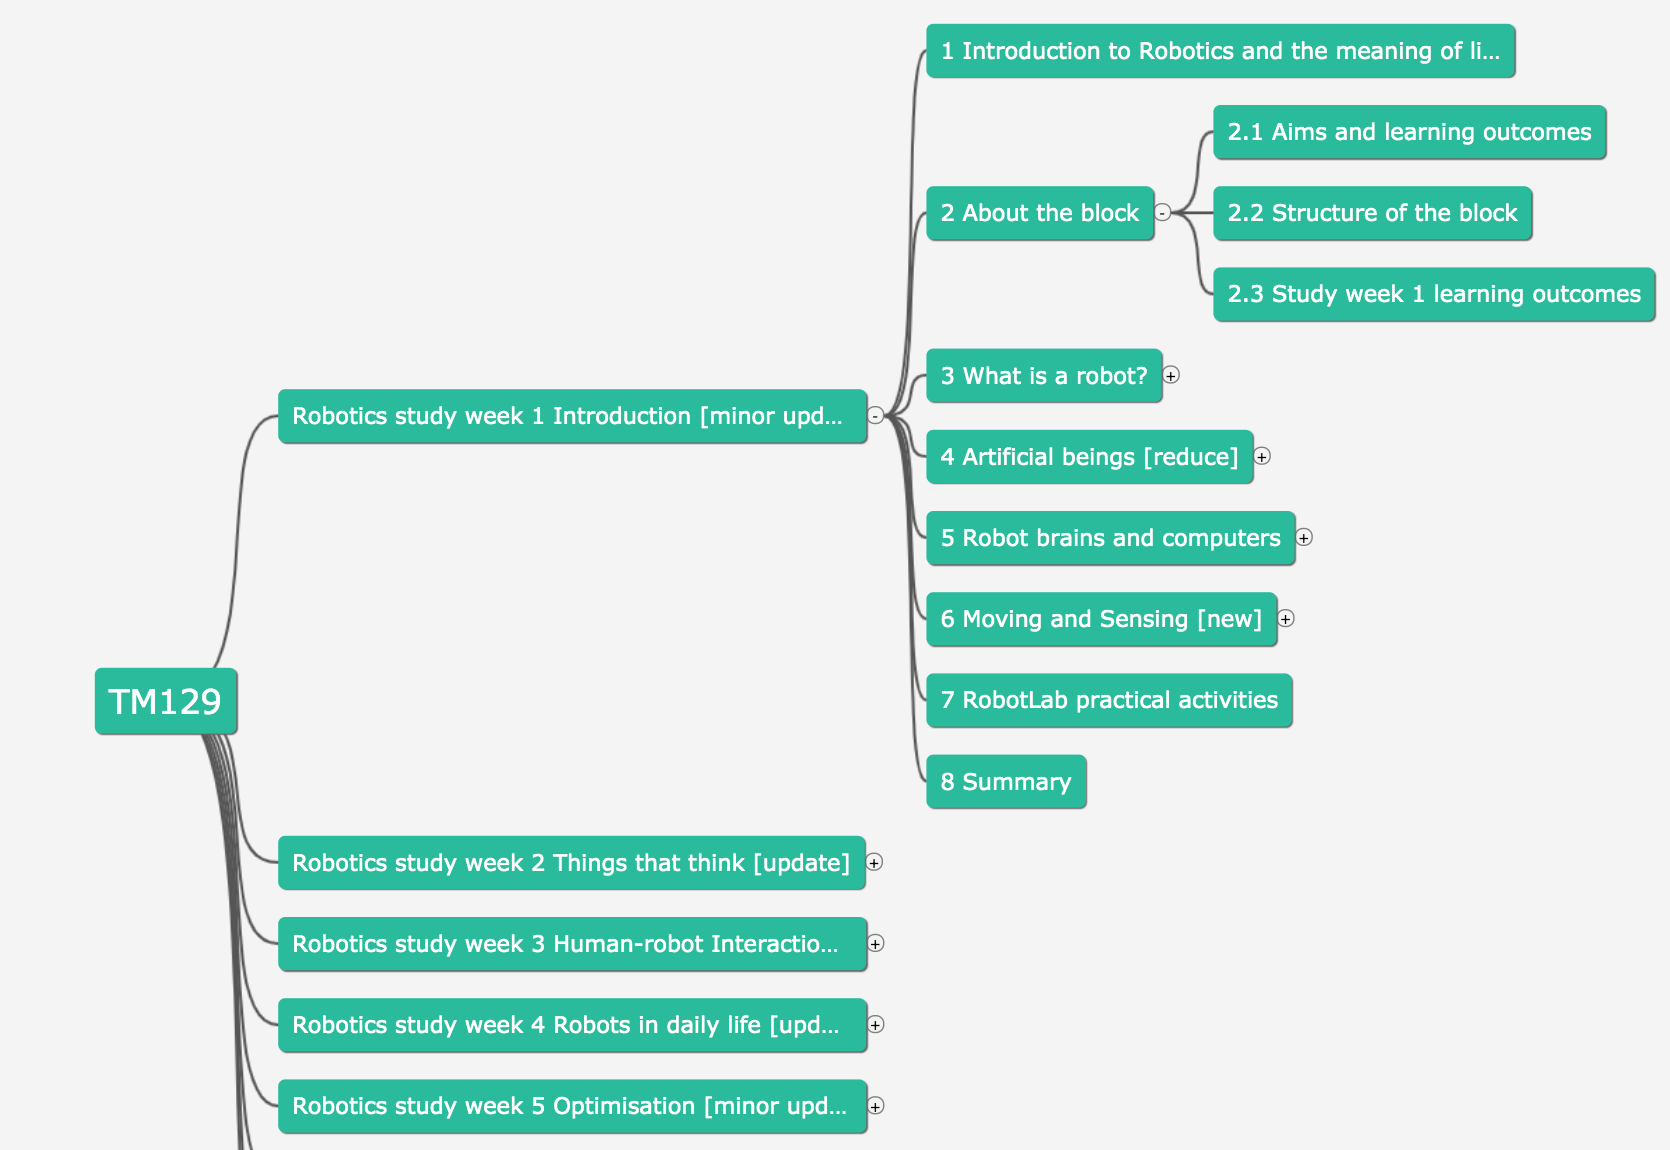 1 Introduction to Robotics and the meaning of li...
2.1 Aims and learning outcomes
2 About the block
-
2.2 Structure of the block
2.3 Study week 1 learning outcomes
3 What is a robot?
+
Robotics study week 1 Introduction [minor upd...
-
4 Artificial beings [reduce]
+
5 Robot brains and computers
+
6 Moving and Sensing [new]
+
TM129
7 RobotLab practical activities
8 Summary
Robotics study week 2 Things that think [update]
+
Robotics study week 3 Human-robot Interactio...
+
Robotics study week 4 Robots in daily life [upd...
+
Robotics study week 5 Optimisation [minor upd...
+